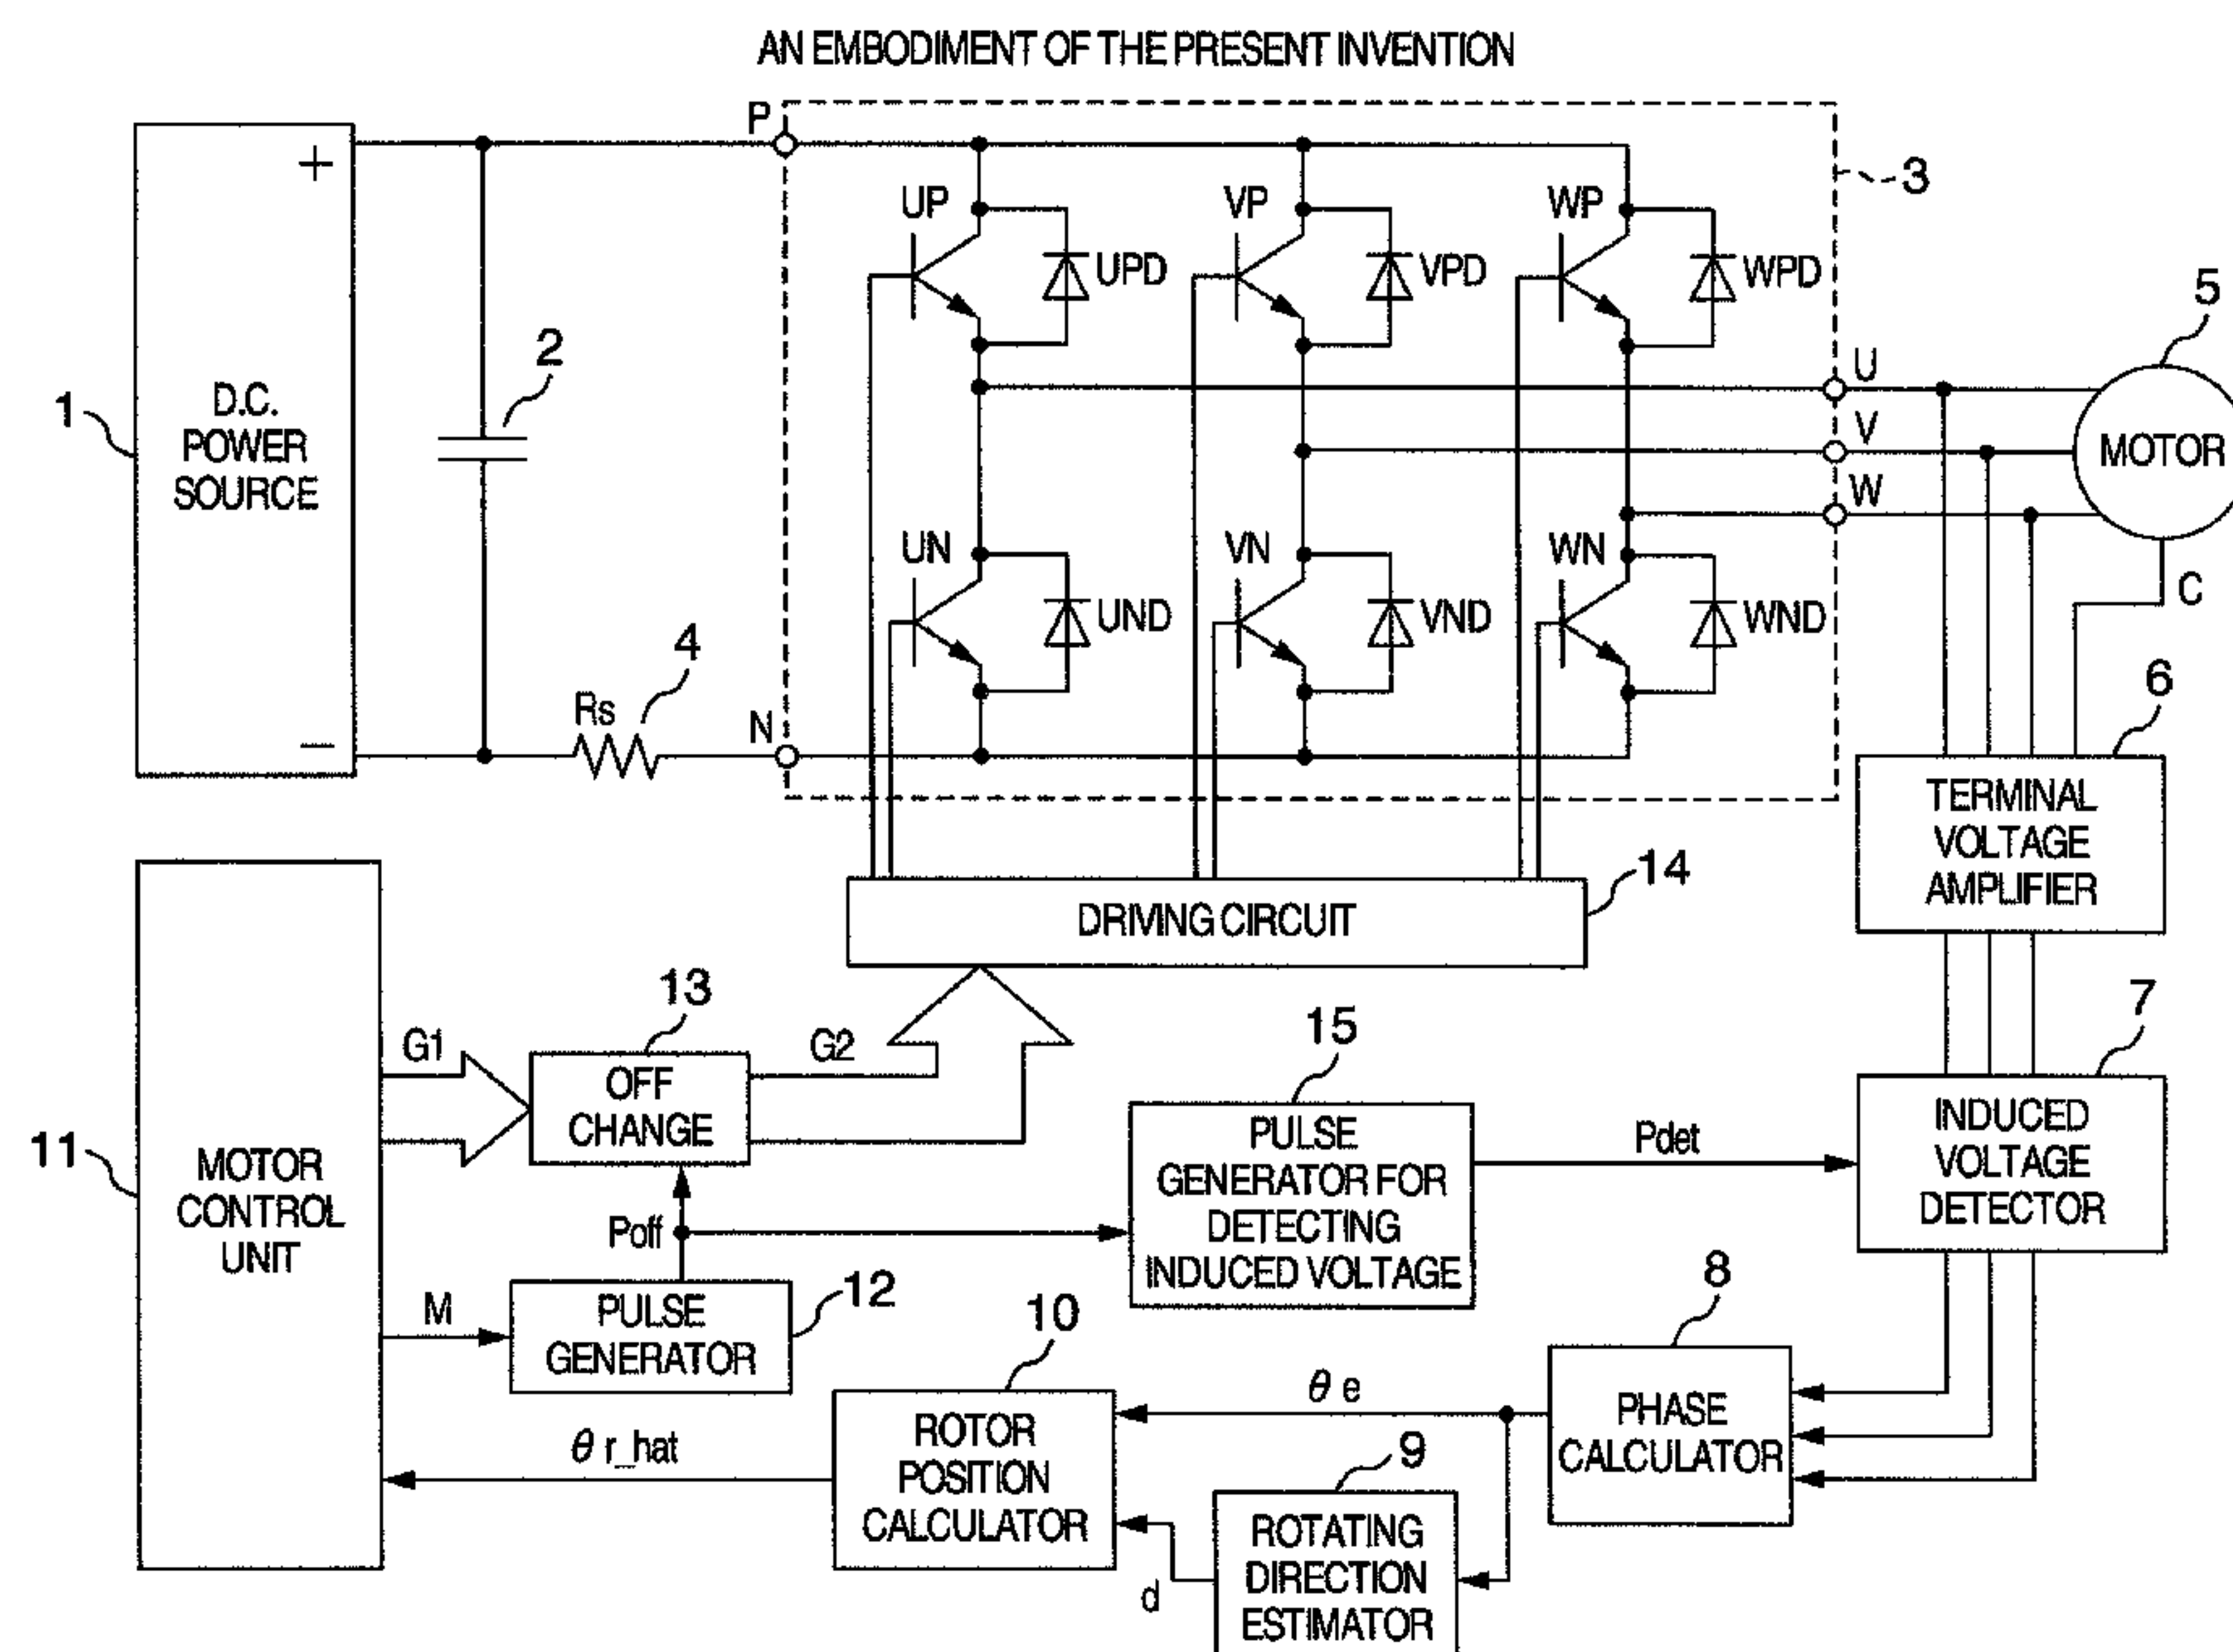 AN EMBODIMENT OF THE PRESENT INVENTION
P
+
3
UP
VP
WP
UPD
VPD
WPD
5
2
U
1
D.C.
POWER
SOURCE
V
MOTOR
W
UN
VN
WN
C
UND
VND
WND
4
6
Rs
N
−
TERMINAL
VOLTAGE
AMPLIFIER
14
DRIVING CIRCUIT
13
15
7
G1
OFF
CHANGE
G2
PULSE
GENERATOR FOR
DETECTING
INDUCED VOLTAGE
Pdet
INDUCED
VOLTAGE
DETECTOR
11
MOTOR
CONTROL
UNIT
Poff
8
M
PULSE
GENERATOR
12
10
θ e
PHASE
CALCULATOR
ROTOR
POSITION
CALCULATOR
θ r_hat
9
ROTATING
DIRECTION
ESTIMATOR
d